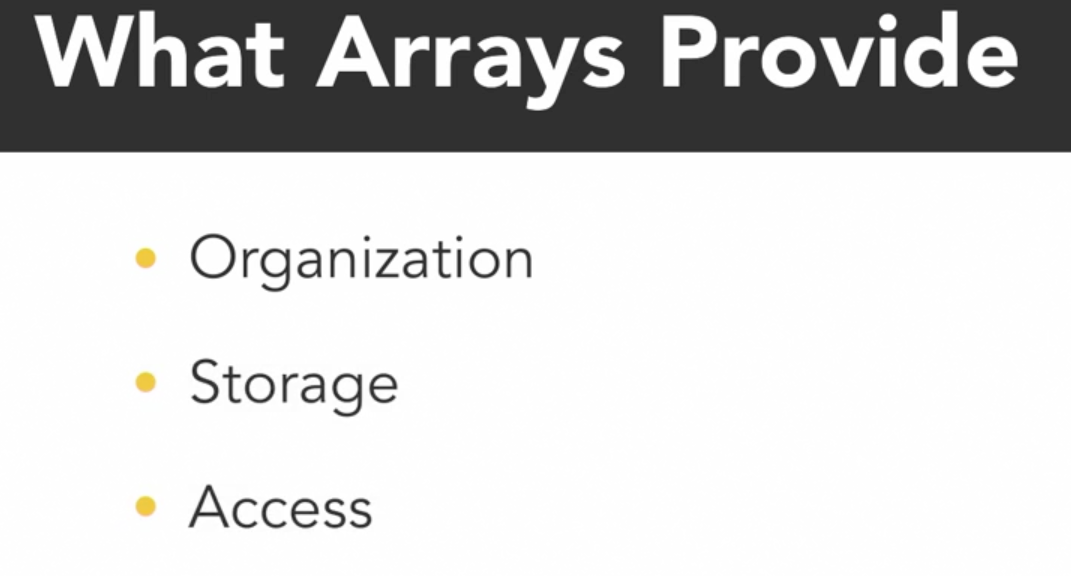 What Arrays Provide
Organization
Storage
Access